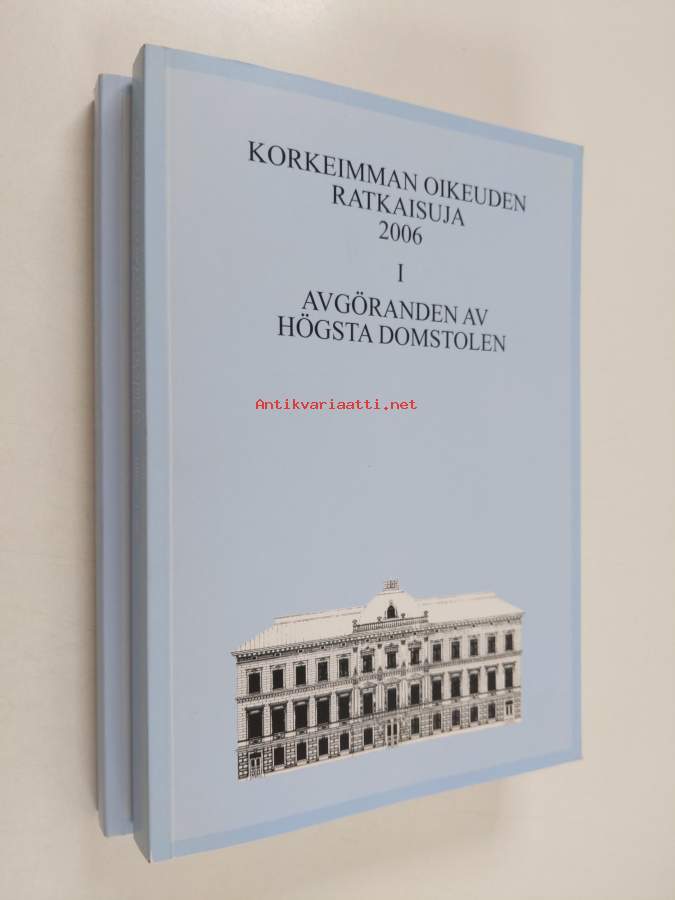 KORKEIMMAN OIKEUDEN
RATKAISUJA
2006
I
AVGÖRANDEN AV
HÖGSTA DOMSTOLEN
Antikvariaatti.net